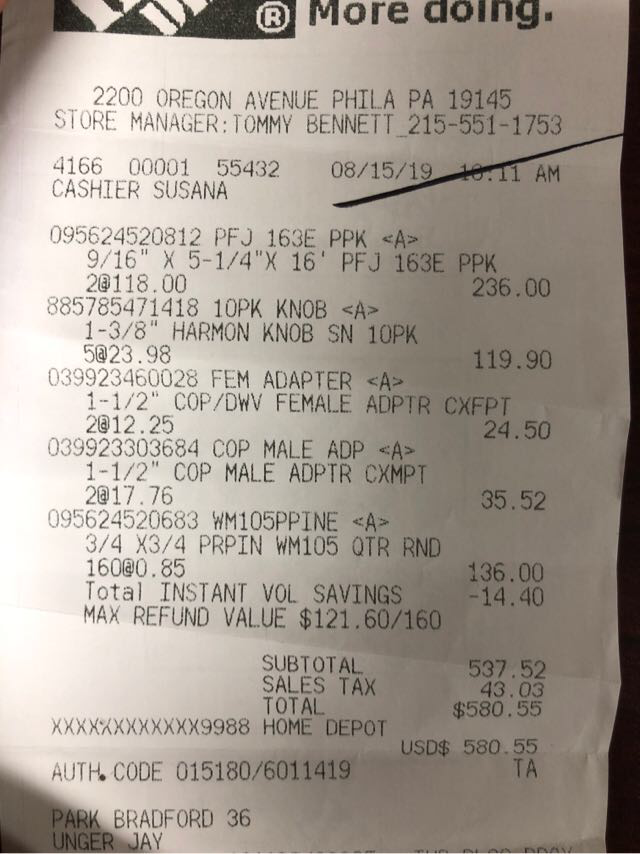 ® More doing.
2200 OREGON AVENUE PHILA PA 19145
STORE MANAGER:TOMMY BENNETT 215-551-1753
4166 00001 55432 08/15/19 10:11 AM
CASHIER SUSANA
095624520812 PFJ 163E PPK <A>
9/16" X 5-1/4"X 16' PFJ 163E PPK
2@118.00 236.00
885785471418 10PK KNOB <A>
1-3/8" HARMON KNOB SN 10PK
5@23.98 119.90
039923460028 FEM ADAPTER <A>
1-1/2" COP/DWV FEMALE ADPTR CXFPT
2@12.25 24.50
039923303684 COP MALE ADP <A>
1-1/2" COP MALE ADPTR CXMPT
2@17.76 35.52
095624520683 WM105PPINE <A>
3/4 X3/4 PRPIN WM105 QTR RND
160@0.85 136.00
Total INSTANT VOL SAVINGS -14.40
MAX REFUND VALUE $121.60/160
SUBTOTAL 537.52
SALES TAX 43.03
TOTAL $580.55
XXXXXXXXXXXX9988 HOME DEPOT
USD$ 580.55
AUTH CODE 015180/6011419 TA
PARK BRADFORD 36
UNGER JAY